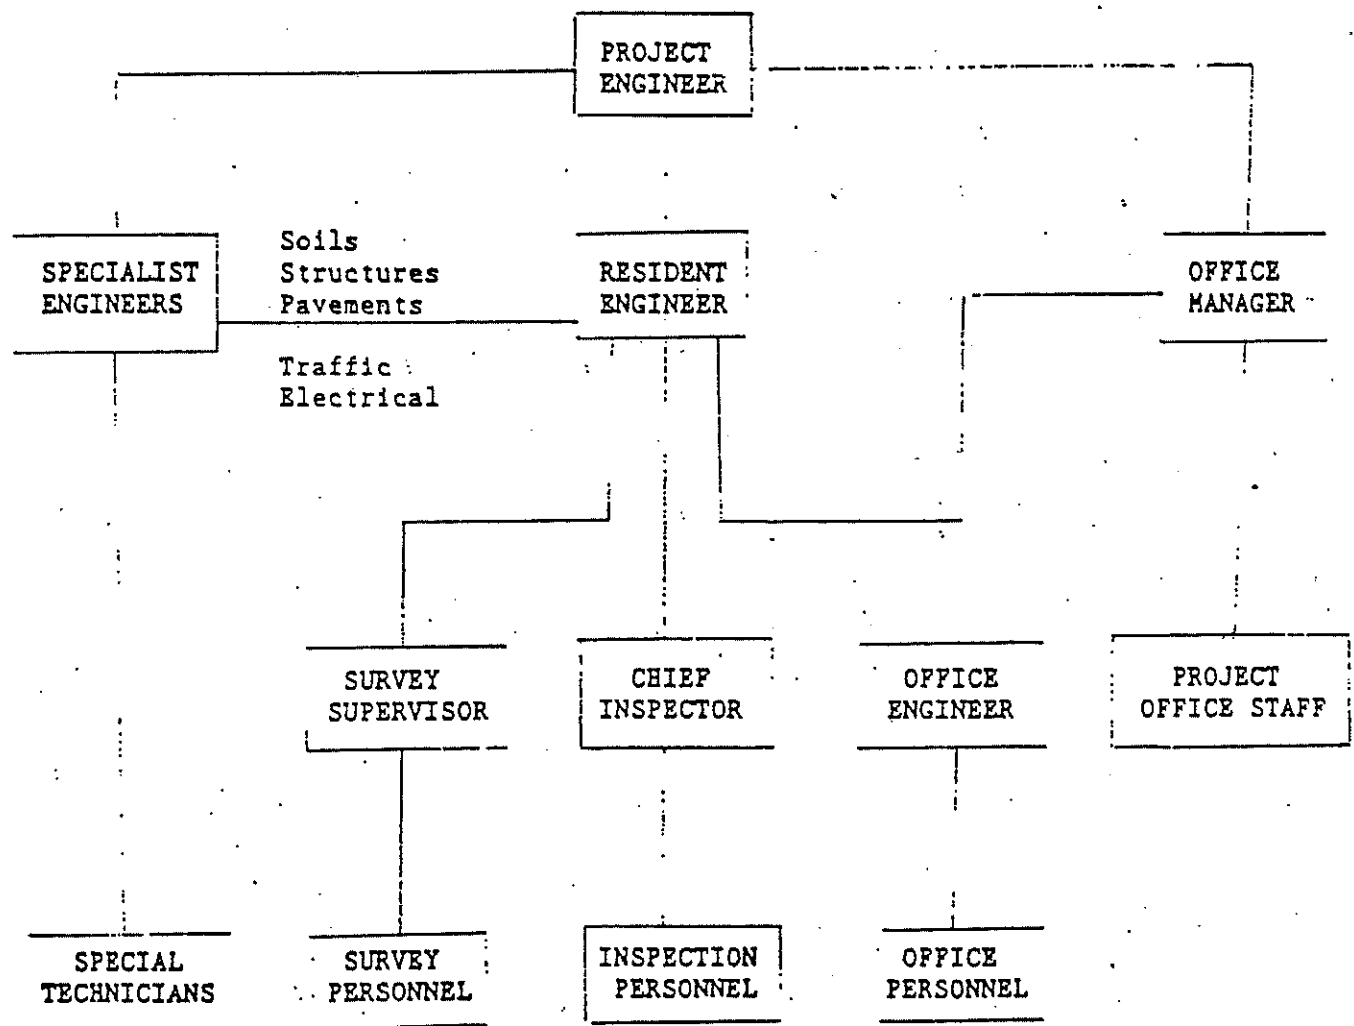 PROJECT
ENGINEER
SPECIALIST
ENGINEERS
Soils
Structures
Pavements
Traffic
Electrical
RESIDENT
ENGINEER
OFFICE
MANAGER
SURVEY
SUPERVISOR
CHIEF
INSPECTOR
OFFICE
ENGINEER
PROJECT
OFFICE STAFF
SPECIAL
TECHNICIANS
SURVEY
PERSONNEL
INSPECTION
PERSONNEL
OFFICE
PERSONNEL